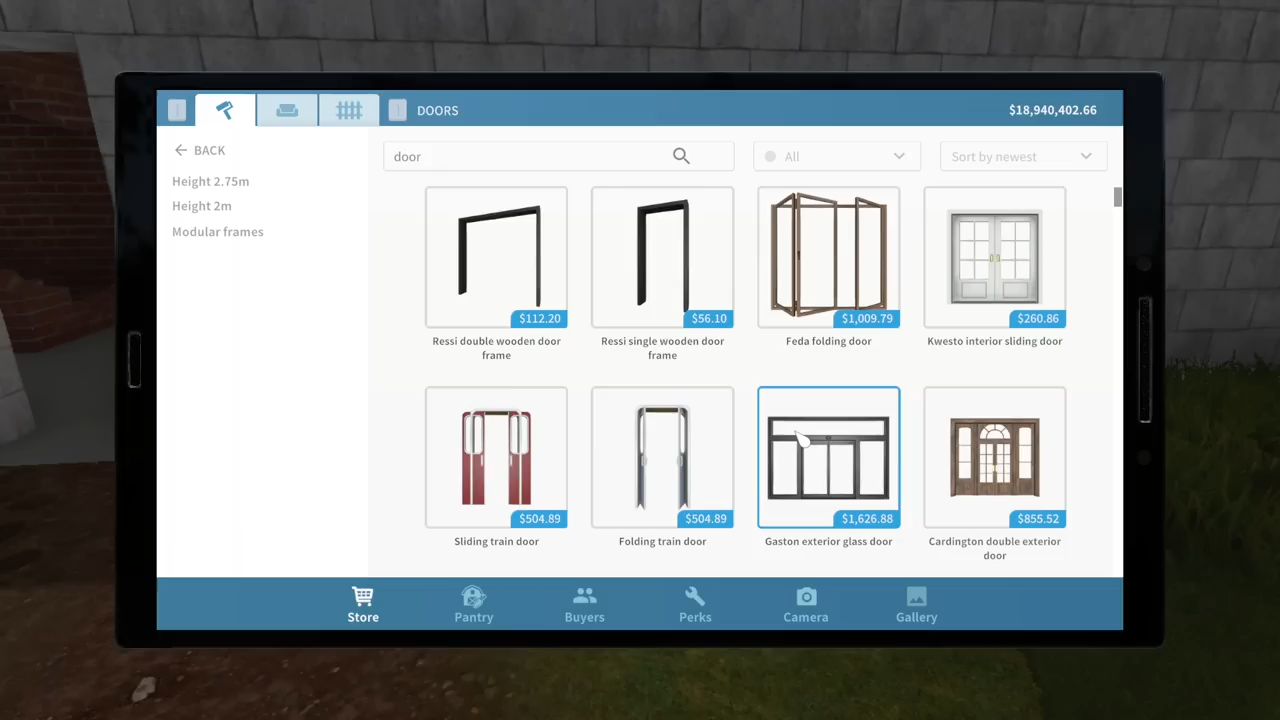 DOORS
$18,940,402.66
BACK
door
All
Sort by newest
Height 2.75m
Height 2m
Modular frames
$112.20
$56.10
$1,009.79
$260.86
Ressi double wooden door
frame
Ressi single wooden door
frame
Feda folding door
Kwesto interior sliding door
$504.89
$504.89
$1,626.88
$855.52
Sliding train door
Folding train door
Gaston exterior glass door
Cardington double exterior
door
Store
Pantry
Buyers
Perks
Camera
Gallery